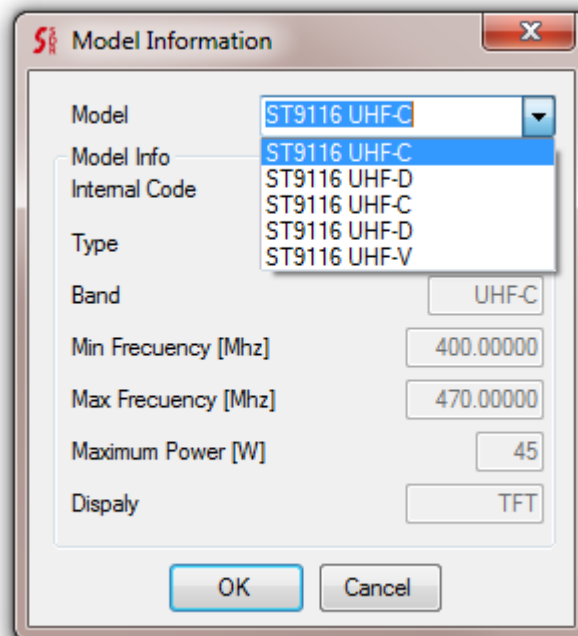 Model Information
Model ST9116 UHF-C
ST9116 UHF-C
ST9116 UHF-D
ST9116 UHF-C
ST9116 UHF-D
ST9116 UHF-V
Model Info
Internal Code
Type
Band UHF-C
Min Frecuency [Mhz] 400.00000
Max Frecuency [Mhz] 470.00000
Maximum Power [W] 45
Dispaly TFT
OK Cancel